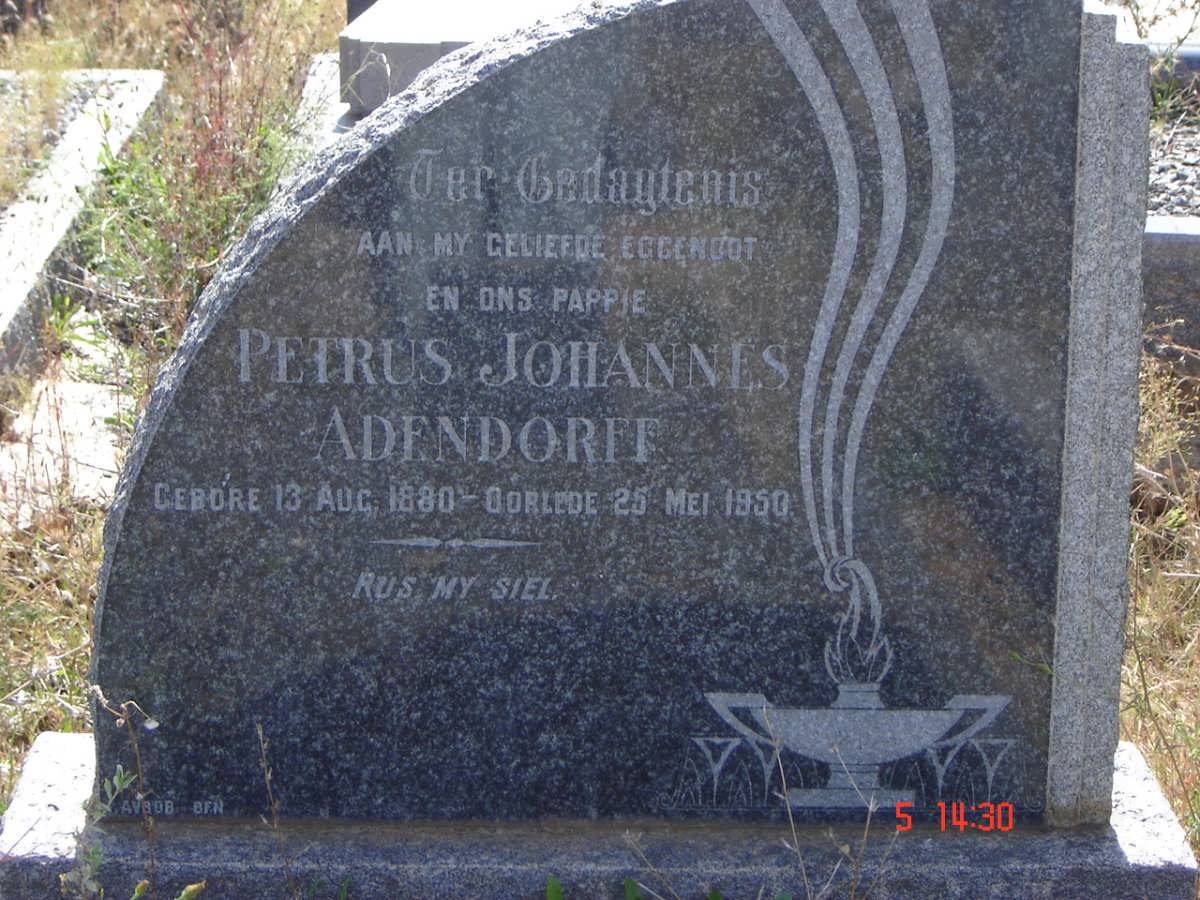 Ter Gedagtenis
AAN MY GELIEFDE EGGENOOT
EN ONS PAPPIE
PETRUS JOHANNES
ADENDORFF
GEBORE 13 AUG. 1880 - OORLEDE 25 MEI 1950.
RUS MY SIEL.
AVBOB BFN
5 14:30